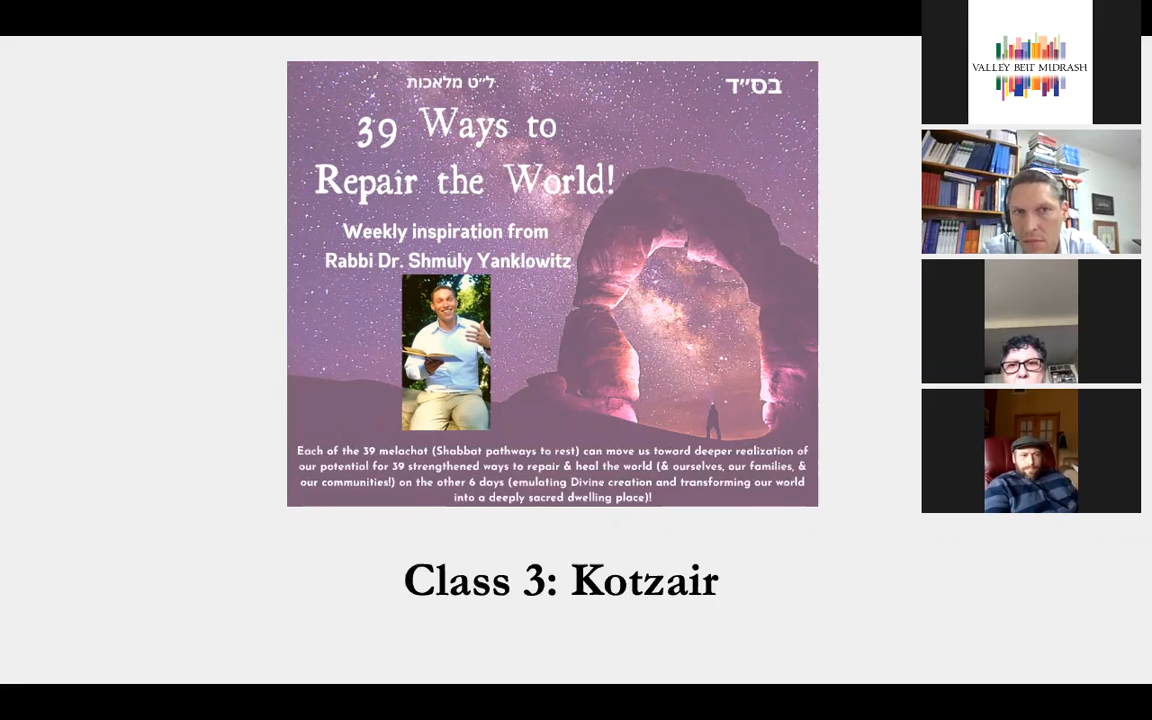 ל״ט מלאכות
בס״ד
39 Ways to
Repair the World!
Weekly inspiration from
Rabbi Dr. Shmuly Yanklowitz
Each of the 39 melachot (Shabbat pathways to rest) can move us toward deeper realization of
our potential for 39 strengthened ways to repair & heal the world (& ourselves, our families, &
our communities!) on the other 6 days (emulating Divine creation and transforming our world
into a deeply sacred dwelling place)!
Class 3: Kotzair
VALLEY BEIT MIDRASH